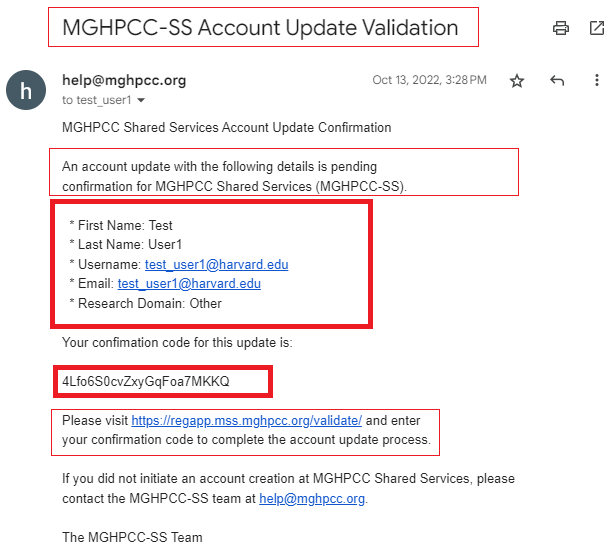 MGHPCC-SS Account Update Validation
h
help@mghpcc.org
Oct 13, 2022, 3:28 PM
to test_user1
MGHPCC Shared Services Account Update Confirmation
An account update with the following details is pending
confirmation for MGHPCC Shared Services (MGHPCC-SS).
* First Name: Test
* Last Name: User1
* Username: test_user1@harvard.edu
* Email: test_user1@harvard.edu
* Research Domain: Other
Your confimation code for this update is:
4Lfo6S0cvZxyGqFoa7MKKQ
Please visit https://regapp.mss.mghpcc.org/validate/ and enter
your confirmation code to complete the account update process.
If you did not initiate an account creation at MGHPCC Shared Services, please
contact the MGHPCC-SS team at help@mghpcc.org.
The MGHPCC-SS Team